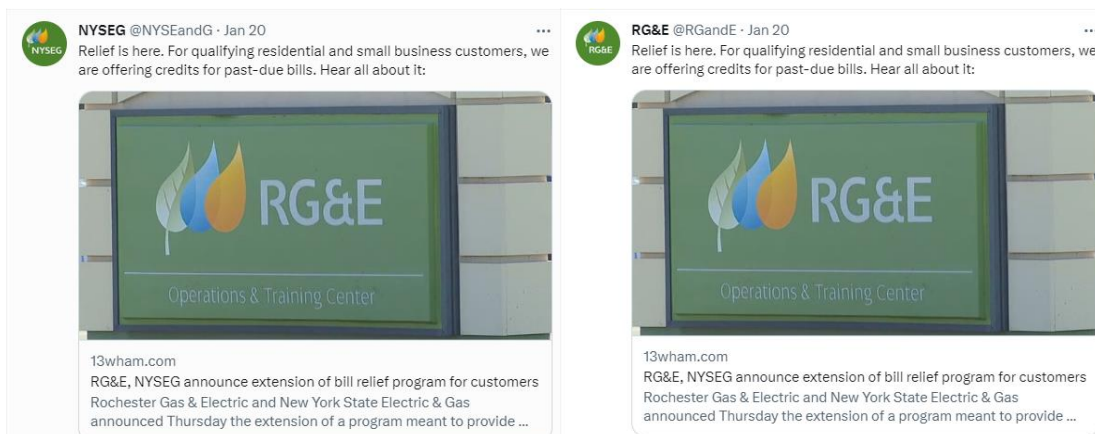 NYSEG @NYSEandG · Jan 20 ...
Relief is here. For qualifying residential and small business customers, we
are offering credits for past-due bills. Hear all about it:
NYSEG
RG&E
Operations & Training Center
13wham.com
RG&E, NYSEG announce extension of bill relief program for customers
Rochester Gas & Electric and New York State Electric & Gas
announced Thursday the extension of a program meant to provide ...
RG&E @RGandE · Jan 20 ...
Relief is here. For qualifying residential and small business customers, we
are offering credits for past-due bills. Hear all about it:
RG&E
RG&E
Operations & Training Center
13wham.com
RG&E, NYSEG announce extension of bill relief program for customers
Rochester Gas & Electric and New York State Electric & Gas
announced Thursday the extension of a program meant to provide ...